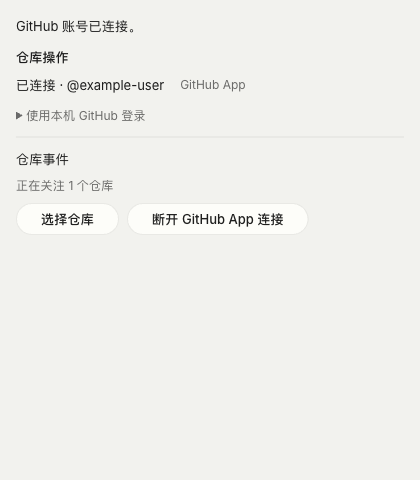 GitHub 账号已连接。
仓库操作
已连接 · @example-user GitHub App
使用本机 GitHub 登录
仓库事件
正在关注 1 个仓库
选择仓库 断开 GitHub App 连接